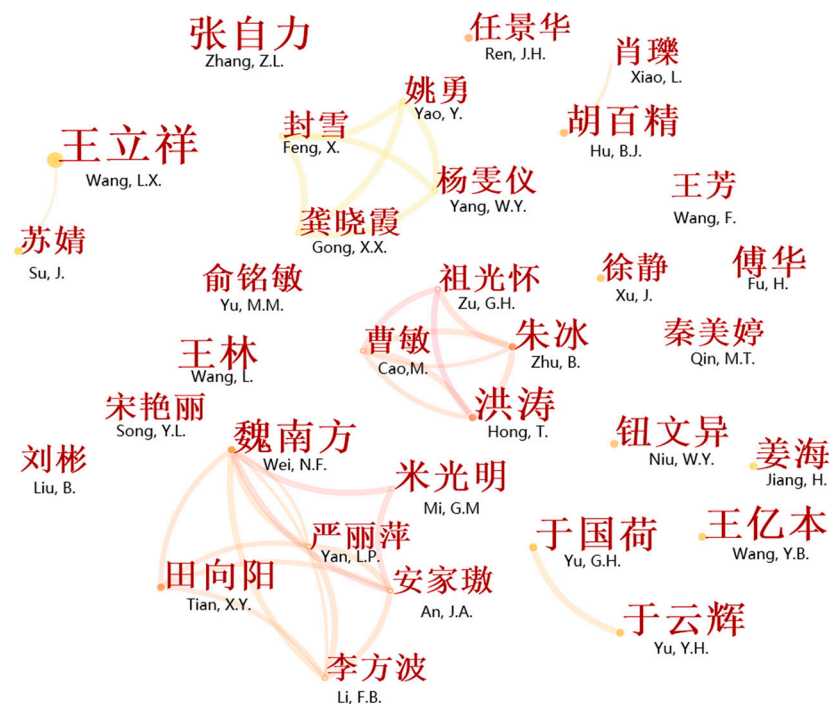 张自力
Zhang, Z.L.
任景华
Ren, J.H.
肖瓅
Xiao, L.
姚勇
Yao, Y.
封雪
Feng, X.
胡百精
Hu, B.J.
王立祥
Wang, L.X.
杨雯仪
Yang, W.Y.
王芳
Wang, F.
龚晓霞
Gong, X.X.
苏婧
Su, J.
俞铭敏
Yu, M.M.
祖光怀
Zu, G.H.
徐静
Xu, J.
傅华
Fu, H.
曹敏
Cao,M.
朱冰
Zhu, B.
秦美婷
Qin, M.T.
王林
Wang, L.
洪涛
Hong, T.
宋艳丽
Song, Y.L.
魏南方
Wei, N.F.
钮文异
Niu, W.Y.
刘彬
Liu, B.
姜海
Jiang, H.
米光明
Mi, G.M
严丽萍
Yan, L.P.
于国荷
Yu, G.H.
王亿本
Wang, Y.B.
田向阳
Tian, X.Y.
安家璈
An, J.A.
于云辉
Yu, Y.H.
李方波
Li, F.B.